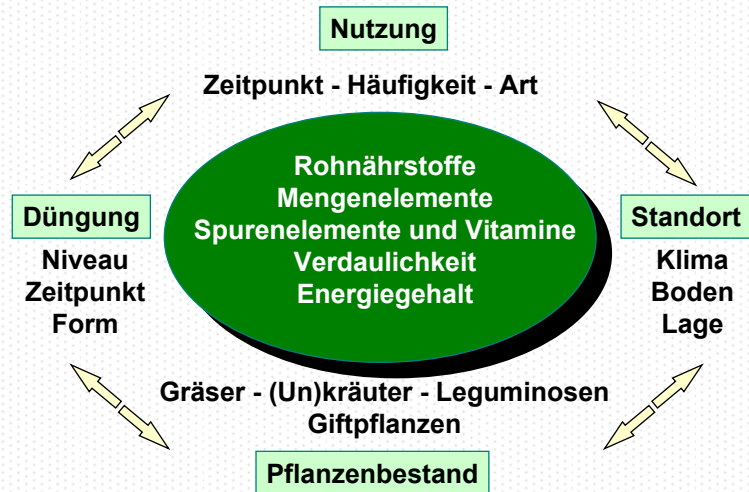 Nutzung
Zeitpunkt - Häufigkeit - Art
Rohnährstoffe
Mengenelemente
Spurenelemente und Vitamine
Verdaulichkeit
Energiegehalt
Düngung
Niveau
Zeitpunkt
Form
Standort
Klima
Boden
Lage
Gräser - (Un)kräuter - Leguminosen
Giftpflanzen
Pflanzenbestand